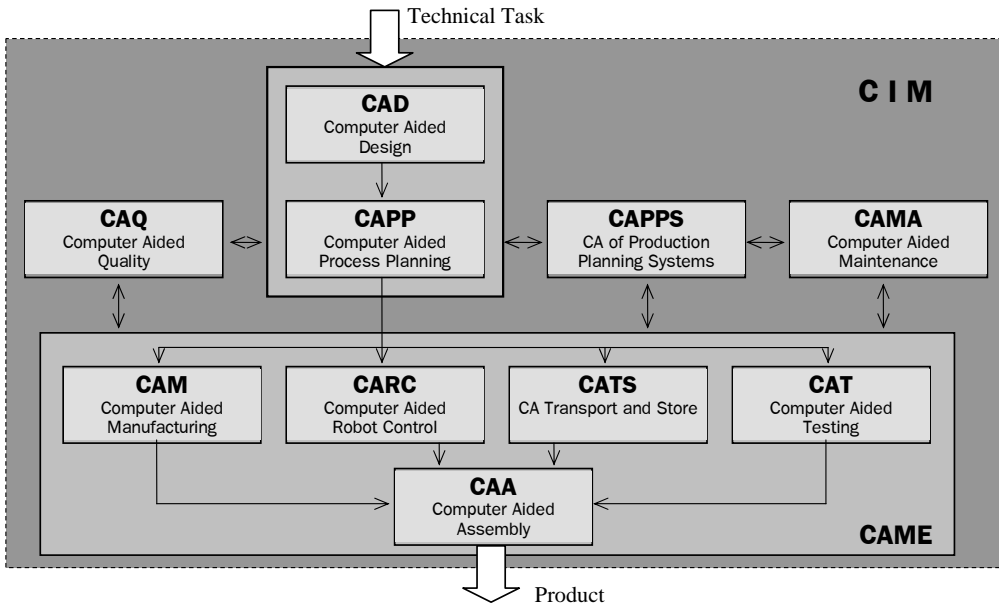 Technical Task
C I M
CAD
Computer Aided
Design
CAQ
Computer Aided
Quality
CAPP
Computer Aided
Process Planning
CAPPS
CA of Production
Planning Systems
CAMA
Computer Aided
Maintenance
CAM
Computer Aided
Manufacturing
CARC
Computer Aided
Robot Control
CATS
CA Transport and Store
CAT
Computer Aided
Testing
CAA
Computer Aided
Assembly
CAME
Product